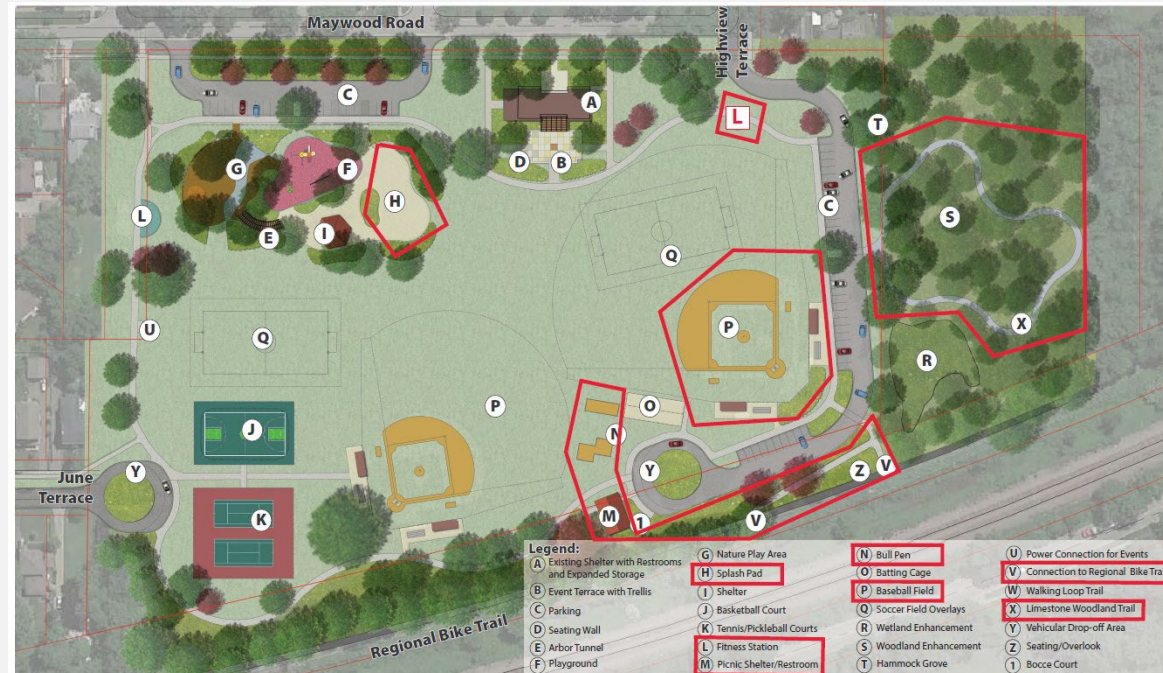 Maywood Road
Highview
Terrace
A
L
C
T
G
F
D
B
H
C
S
L
E
I
Q
U
Q
P
X
R
J
P
O
N
June
Terrace
Y
Y
Z
V
K
M
1
V
Regional Bike Trail
Legend:
A Existing Shelter with Restrooms
and Expanded Storage
B Event Terrace with Trellis
C Parking
D Seating Wall
E Arbor Tunnel
F Playground
G Nature Play Area
H Splash Pad
I Shelter
J Basketball Court
K Tennis/Pickleball Courts
L Fitness Station
M Picnic Shelter/Restroom
N Bull Pen
O Batting Cage
P Baseball Field
Q Soccer Field Overlays
R Wetland Enhancement
S Woodland Enhancement
T Hammock Grove
U Power Connection for Events
V Connection to Regional Bike Tra
W Walking Loop Trail
X Limestone Woodland Trail
Y Vehicular Drop-off Area
Z Seating/Overlook
1 Bocce Court